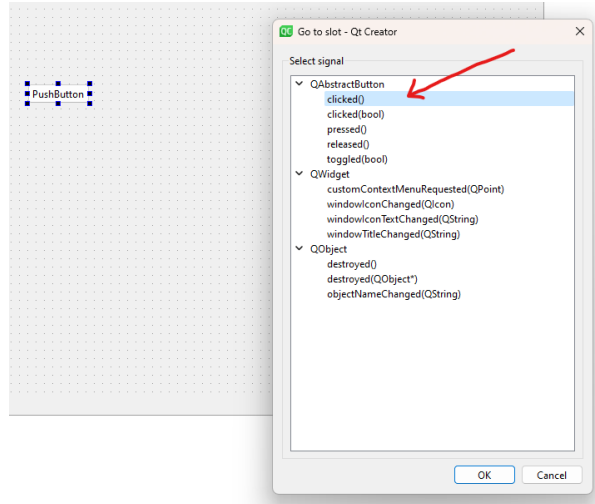 QC Go to slot - Qt Creator
Select signal
PushButton
QAbstractButton
clicked()
clicked(bool)
pressed()
released()
toggled(bool)
QWidget
customContextMenuRequested(QPoint)
windowIconChanged(QIcon)
windowIconTextChanged(QString)
windowTitleChanged(QString)
QObject
destroyed()
destroyed(QObject*)
objectNameChanged(QString)
OK
Cancel